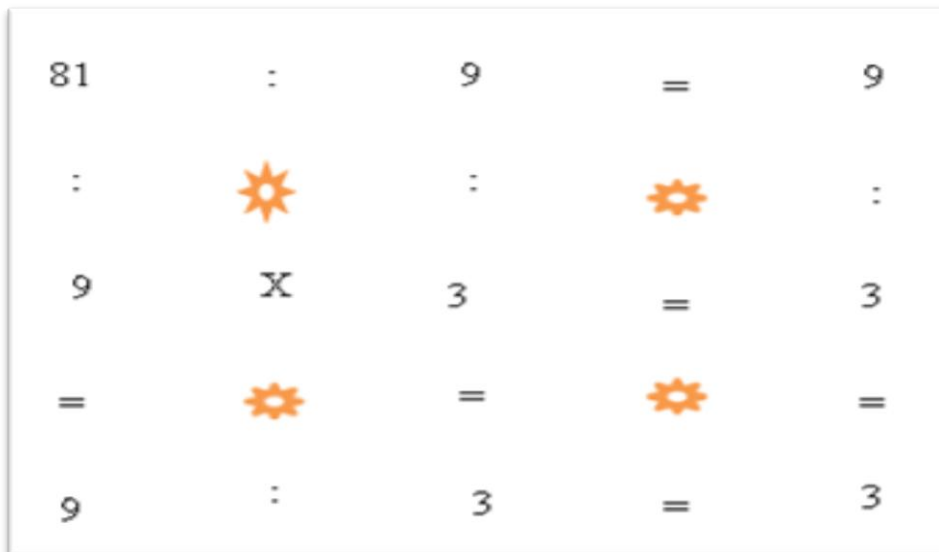 81 : 9 = 9
: : :
9 X 3 = 3
= = =
9 : 3 = 3